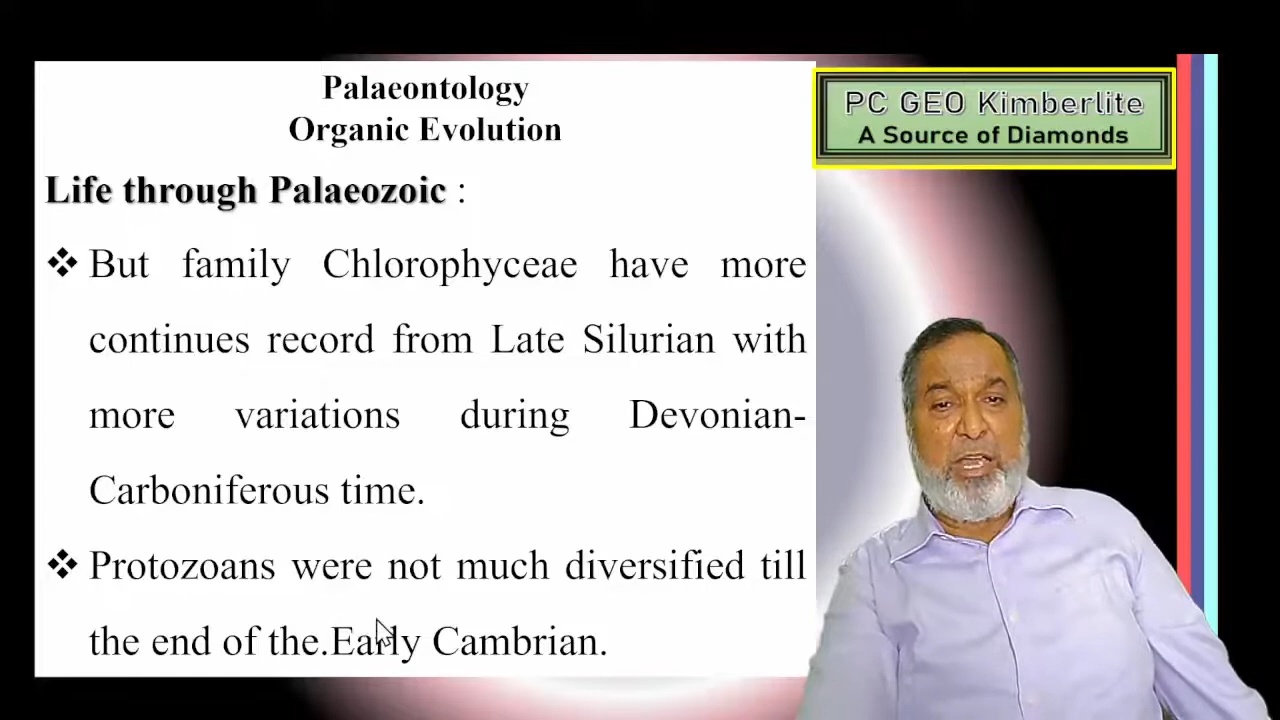 Palaeontology
Organic Evolution
PC GEO Kimberlite
A Source of Diamonds
Life through Palaeozoic :
❖ But family Chlorophyceae have more
continues record from Late Silurian with
more variations during Devonian-
Carboniferous time.
❖ Protozoans were not much diversified till
the end of the.Early Cambrian.